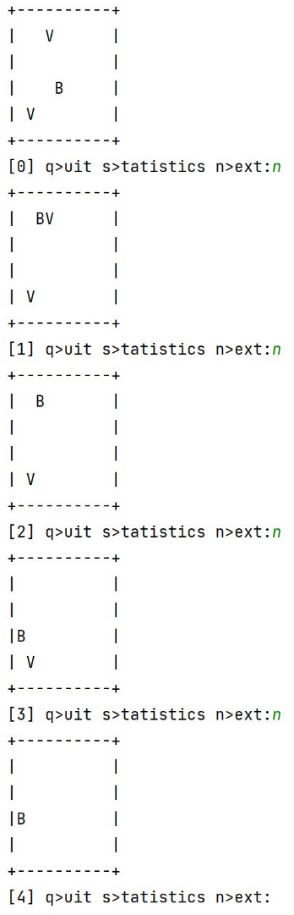 +----------+
|   V      |
|          |
|    B     |
| V        |
+----------+
[0] q>uit s>tatistics n>ext:n
+----------+
|  BV      |
|          |
|          |
| V        |
+----------+
[1] q>uit s>tatistics n>ext:n
+----------+
|  B       |
|          |
|          |
| V        |
+----------+
[2] q>uit s>tatistics n>ext:n
+----------+
|          |
|          |
|B         |
| V        |
+----------+
[3] q>uit s>tatistics n>ext:n
+----------+
|          |
|          |
|B         |
|          |
+----------+
[4] q>uit s>tatistics n>ext: